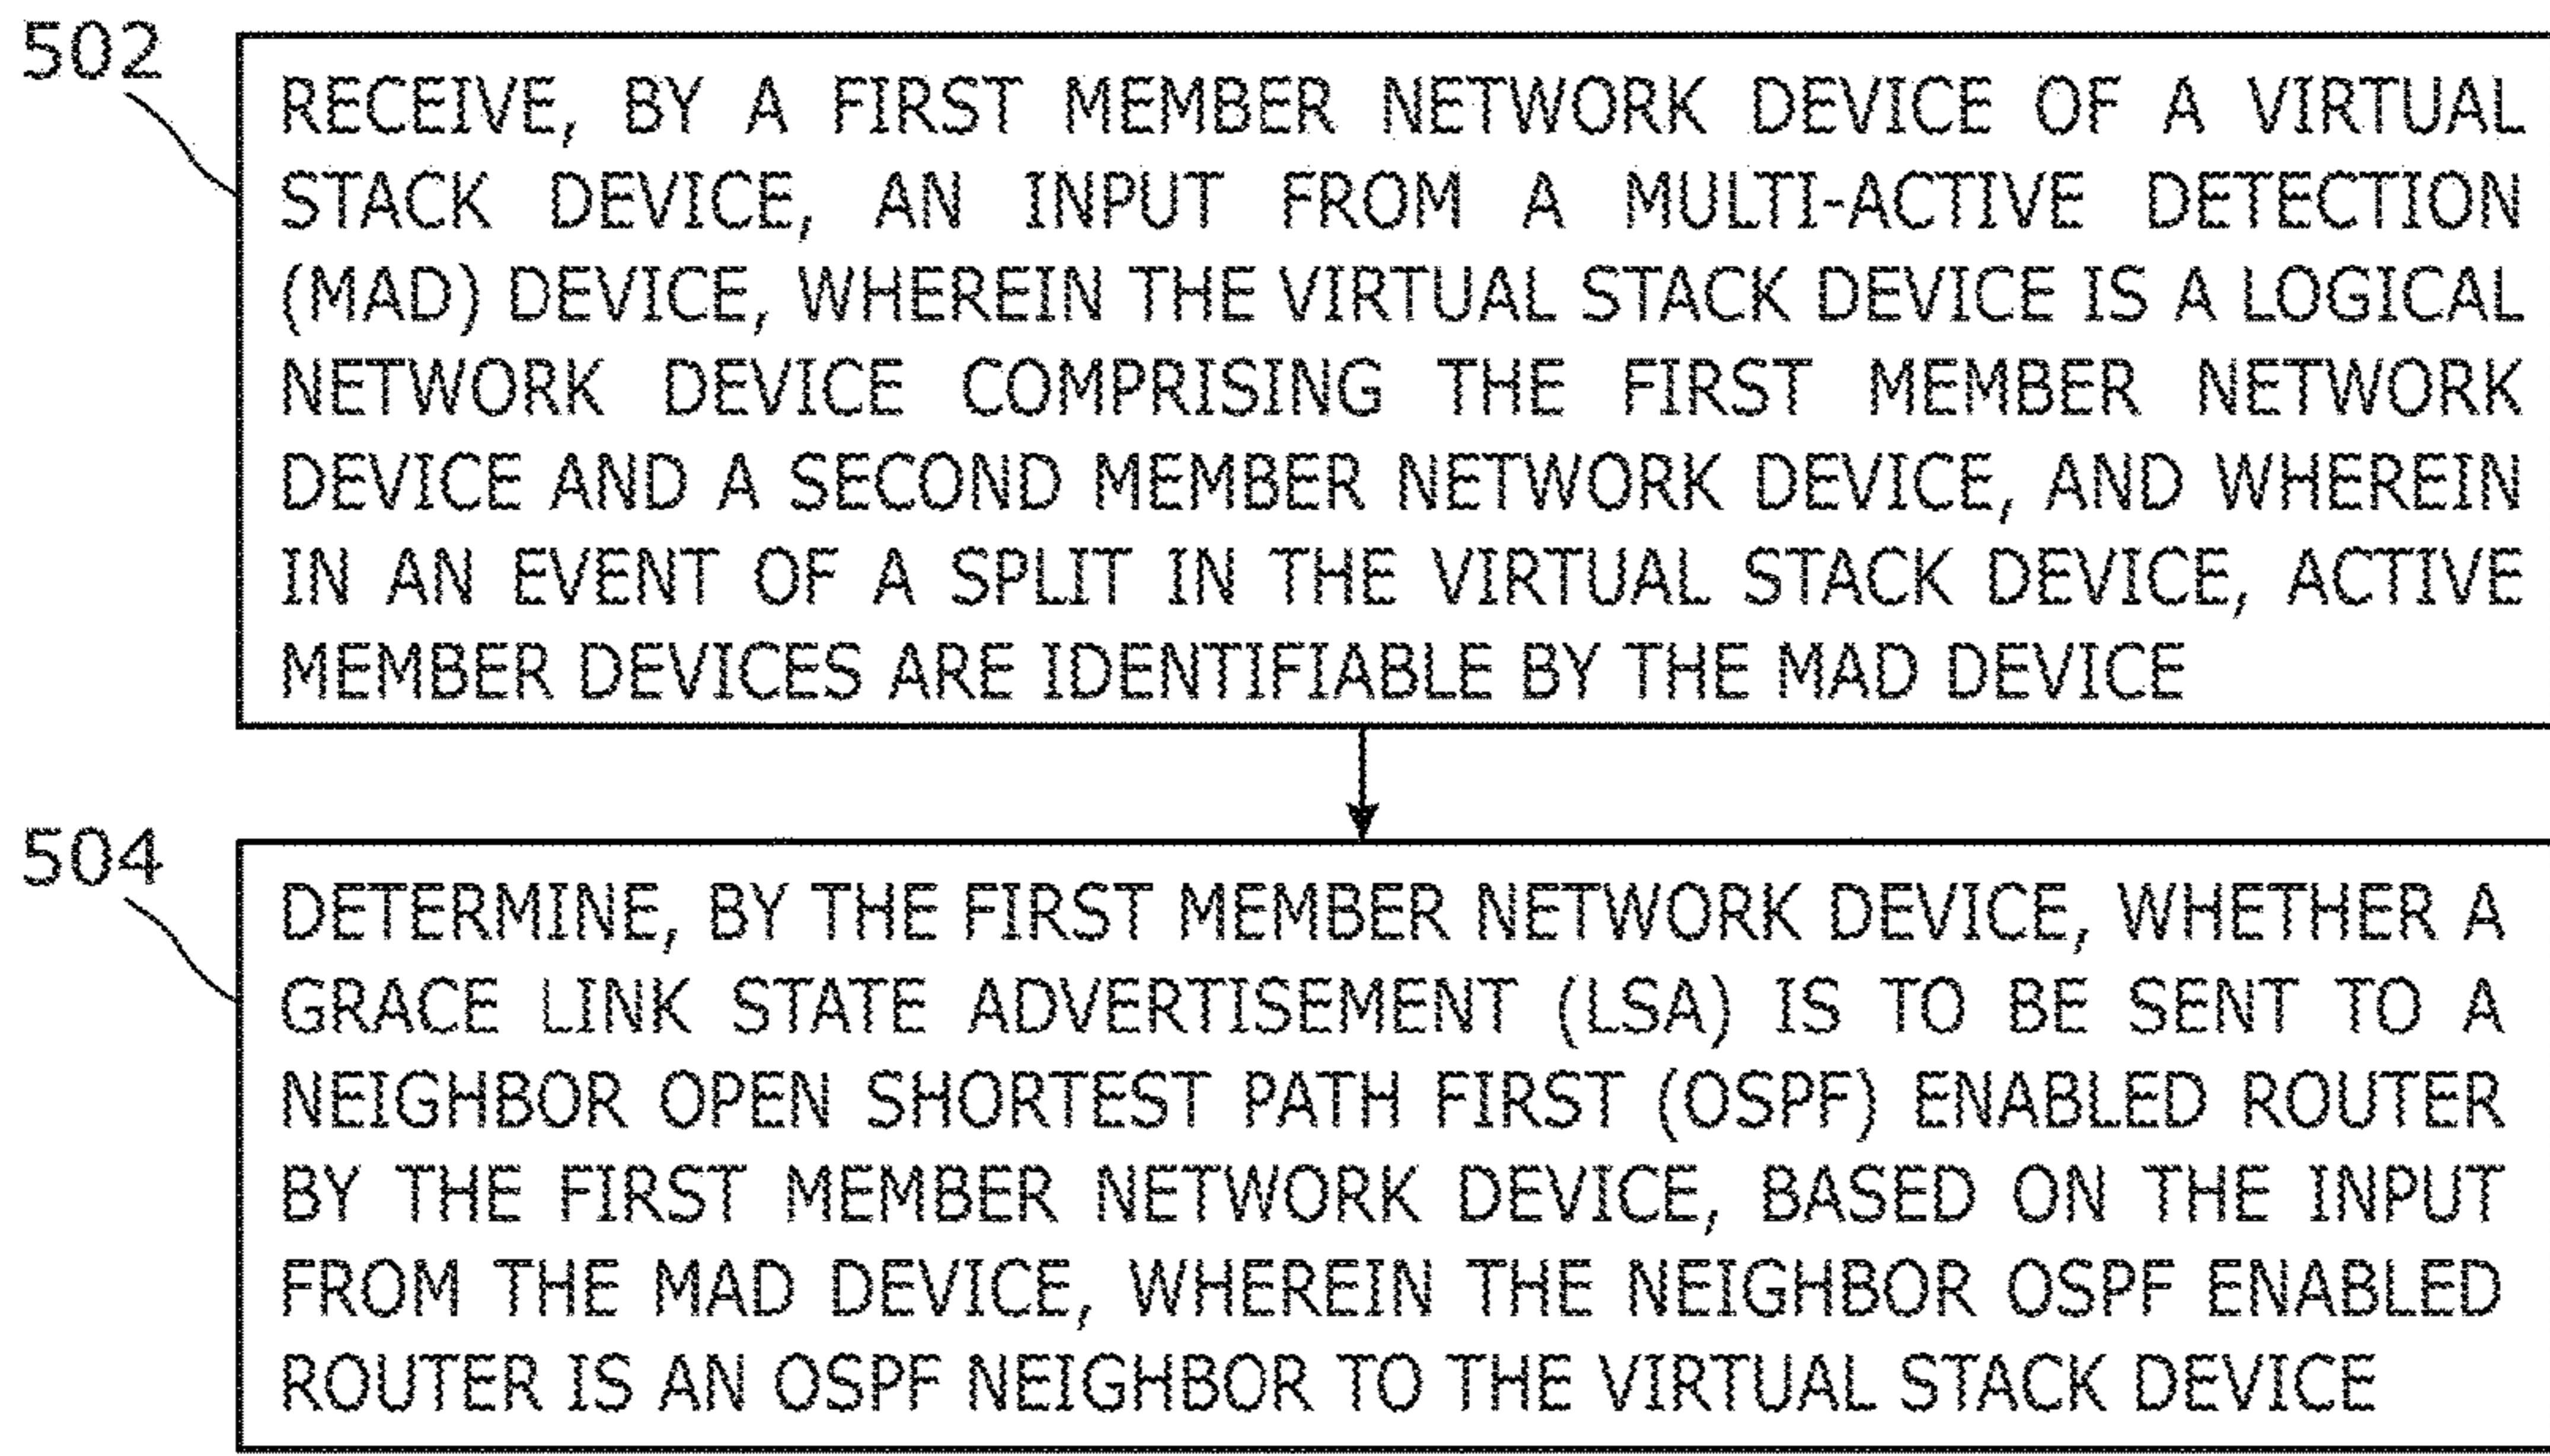 502
RECEIVE, BY A FIRST MEMBER NETWORK DEVICE OF A VIRTUAL
STACK DEVICE, AN INPUT FROM A MULTI-ACTIVE DETECTION
(MAD) DEVICE, WHEREIN THE VIRTUAL STACK DEVICE IS A LOGICAL
NETWORK DEVICE COMPRISING THE FIRST MEMBER NETWORK
DEVICE AND A SECOND MEMBER NETWORK DEVICE, AND WHEREIN
IN AN EVENT OF A SPLIT IN THE VIRTUAL STACK DEVICE, ACTIVE
MEMBER DEVICES ARE IDENTIFIABLE BY THE MAD DEVICE
504
DETERMINE, BY THE FIRST MEMBER NETWORK DEVICE, WHETHER A
GRACE LINK STATE ADVERTISEMENT (LSA) IS TO BE SENT TO A
NEIGHBOR OPEN SHORTEST PATH FIRST (OSPF) ENABLED ROUTER
BY THE FIRST MEMBER NETWORK DEVICE, BASED ON THE INPUT
FROM THE MAD DEVICE, WHEREIN THE NEIGHBOR OSPF ENABLED
ROUTER IS AN OSPF NEIGHBOR TO THE VIRTUAL STACK DEVICE